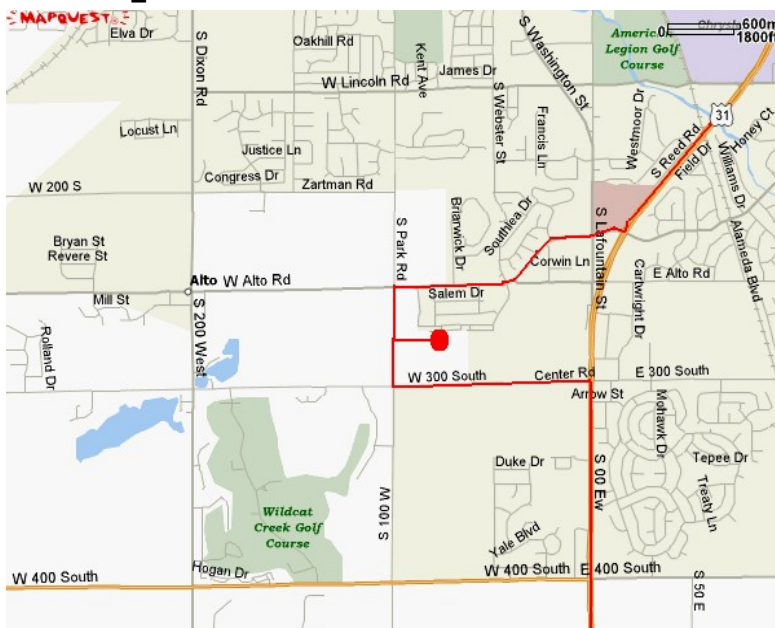 MAPQUEST
Elva Dr
S Dixon Rd
Oakhill Rd
Kent Ave
James Dr
S Washington St
American
Legion Golf
Course
Chrysler
600m
0
1800ft
W Lincoln Rd
S Webster St
Francis Ln
Westmoor Dr
31
S Reed Rd
Field Dr
Honey Ct
Williams Dr
Alameda Blvd
Locust Ln
Justice Ln
Congress Dr
Zartman Rd
W 200 S
S Park Rd
Briarwick Dr
Southlea Dr
S Lafountain St
Bryan St
Revere St
Corwin Ln
Alto
W Alto Rd
E Alto Rd
Mill St
Salem Dr
Cartwright Dr
S 200 West
Rolland Dr
W 300 South
Center Rd
E 300 South
Arrow St
Mohawk Dr
Duke Dr
Tepee Dr
S 00 Ew
Treaty Ln
S 100 W
Wildcat
Creek Golf
Course
Yale Blvd
Hogan Dr
W 400 South
W 400 South
E 400 South
S 50 E